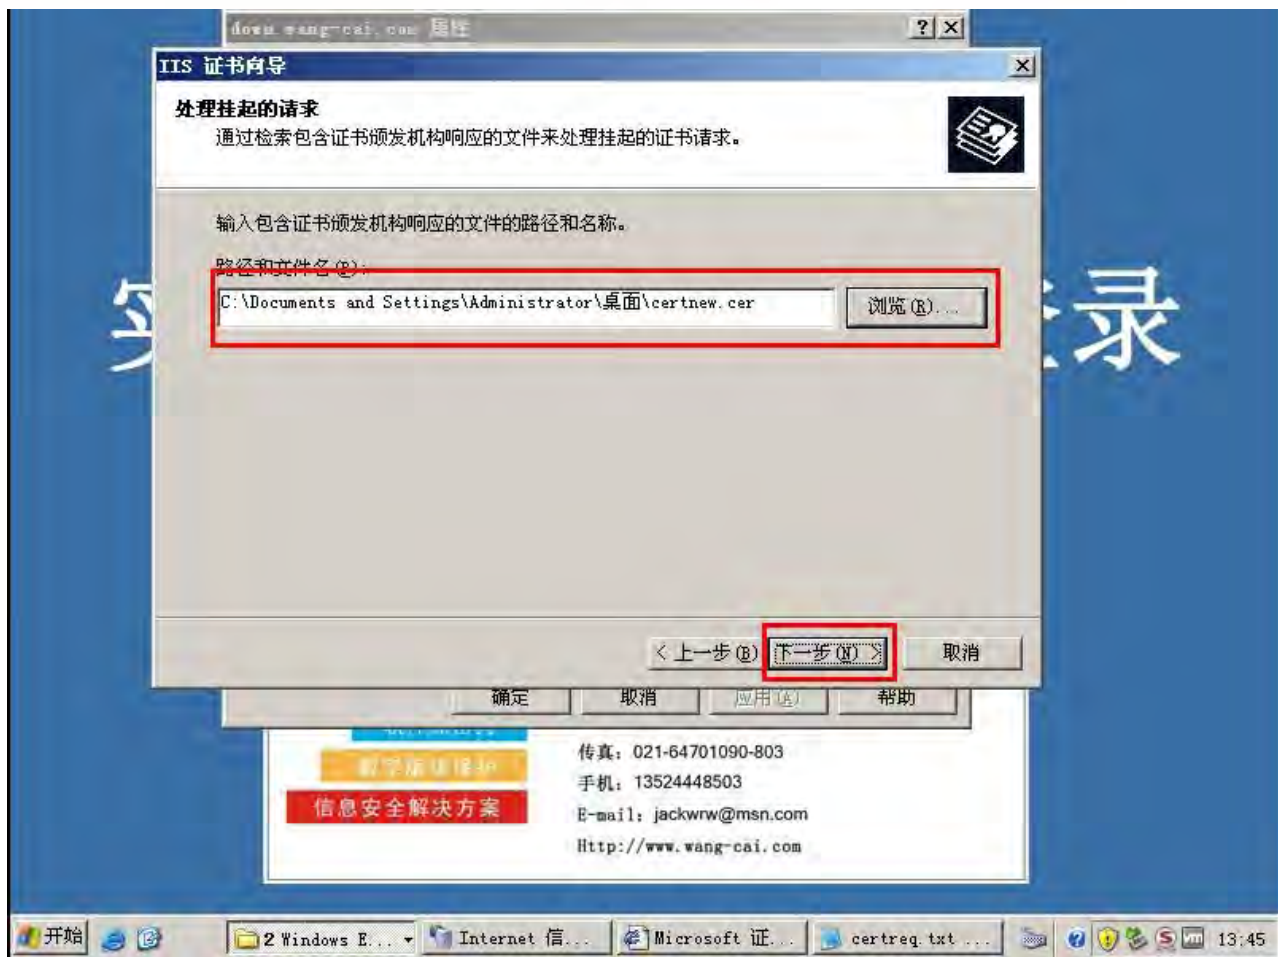 down.wang-cai.com 属性
IIS 证书向导
处理挂起的请求
通过检索包含证书颁发机构响应的文件来处理挂起的证书请求。
输入包含证书颁发机构响应的文件的路径和名称。
路径和文件名(P):
C:\Documents and Settings\Administrator\桌面\certnew.cer
浏览(R)...
录
< 上一步(B)
下一步(N) >
取消
确定
取消
应用(A)
帮助
传真：021-64701090-803
手机：13524448503
信息安全解决方案
E-mail：jackwrw@msn.com
Http://www.wang-cai.com
开始
2 Windows E...
Internet 信...
Microsoft 证...
certreq.txt ...
13:45